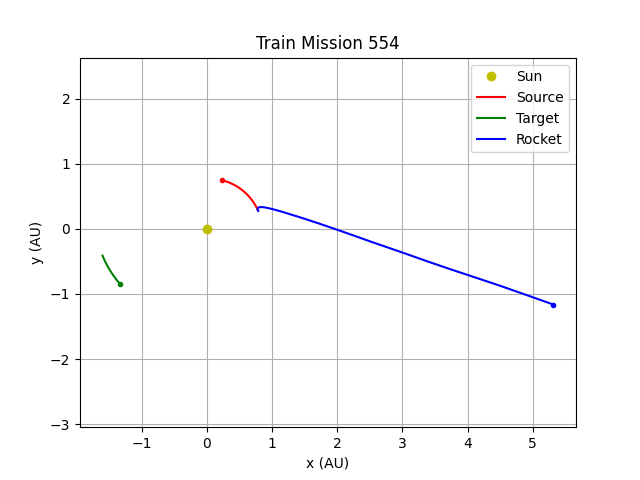 Train Mission 554
Sun
Source
Target
Rocket
2
1
0
−1
−2
−3
y (AU)
−1
0
1
2
3
4
5
x (AU)